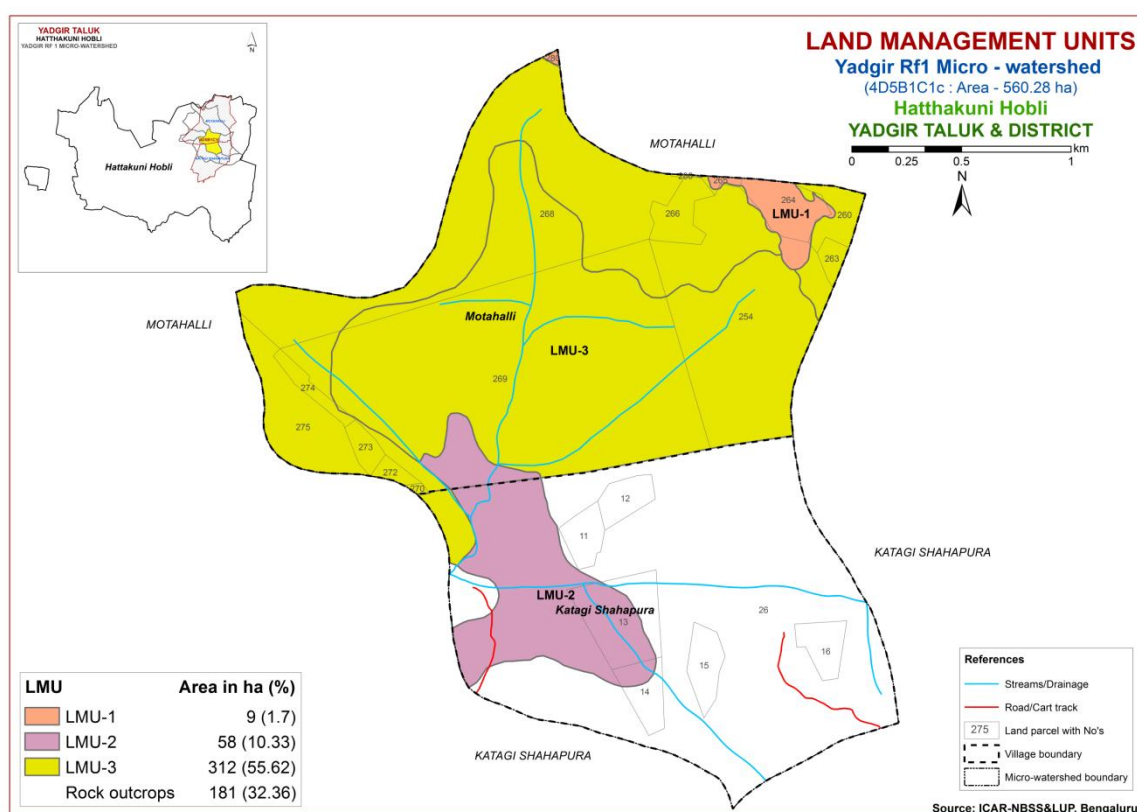 YADGIR TALUK
HATTHAKUNI HOBLI
YADGIR RF 1 MICRO-WATERSHED
N
Hattakuni Hobli
LAND MANAGEMENT UNITS
Yadgir Rf1 Micro - watershed
(4D5B1C1c : Area - 560.28 ha)
Hatthakuni Hobli
YADGIR TALUK & DISTRICT
km
0 0.25 0.5 1
N
MOTAHALLI
264
268
266
260
LMU-1
263
MOTAHALLI
Motahalli
254
LMU-3
269
274
275
273
272
270
12
11
KATAGI SHAHAPURA
LMU-2
Katagi Shahapura
26
13
16
15
14
KATAGI SHAHAPURA
LMU Area in ha (%)
LMU-1 9 (1.7)
LMU-2 58 (10.33)
LMU-3 312 (55.62)
Rock outcrops 181 (32.36)
References
Streams/Drainage
Road/Cart track
275 Land parcel with No's
Village boundary
Micro-watershed boundary
Source: ICAR-NBSS&LUP, Bengaluru